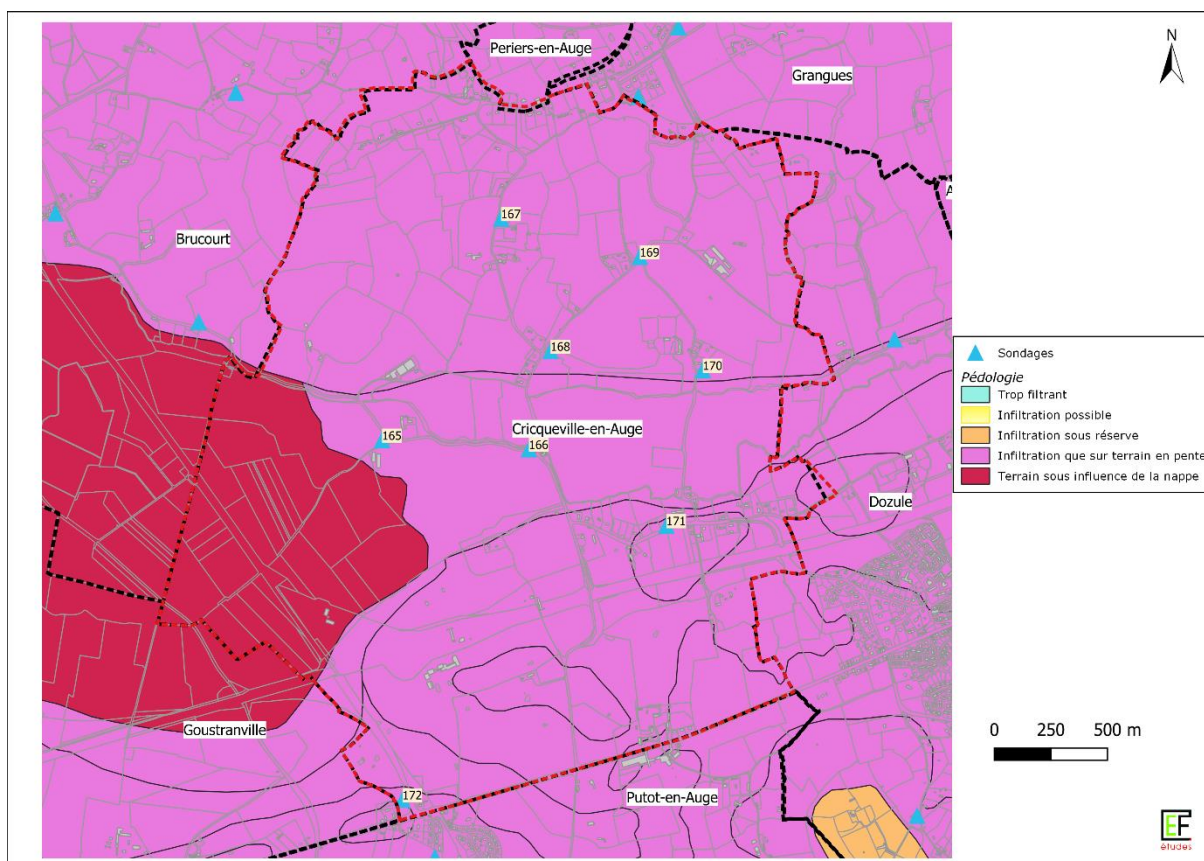 Periers-en-Auge
Grangues
N
A
167
Brucourt
169
168
170
Cricqueville-en-Auge
165
166
171
Dozule
Goustranville
172
Putot-en-Auge
Sondages
Pédologie
Trop filtrant
Infiltration possible
Infiltration sous réserve
Infiltration que sur terrain en pente
Terrain sous influence de la nappe
0 250 500 m
EF
études